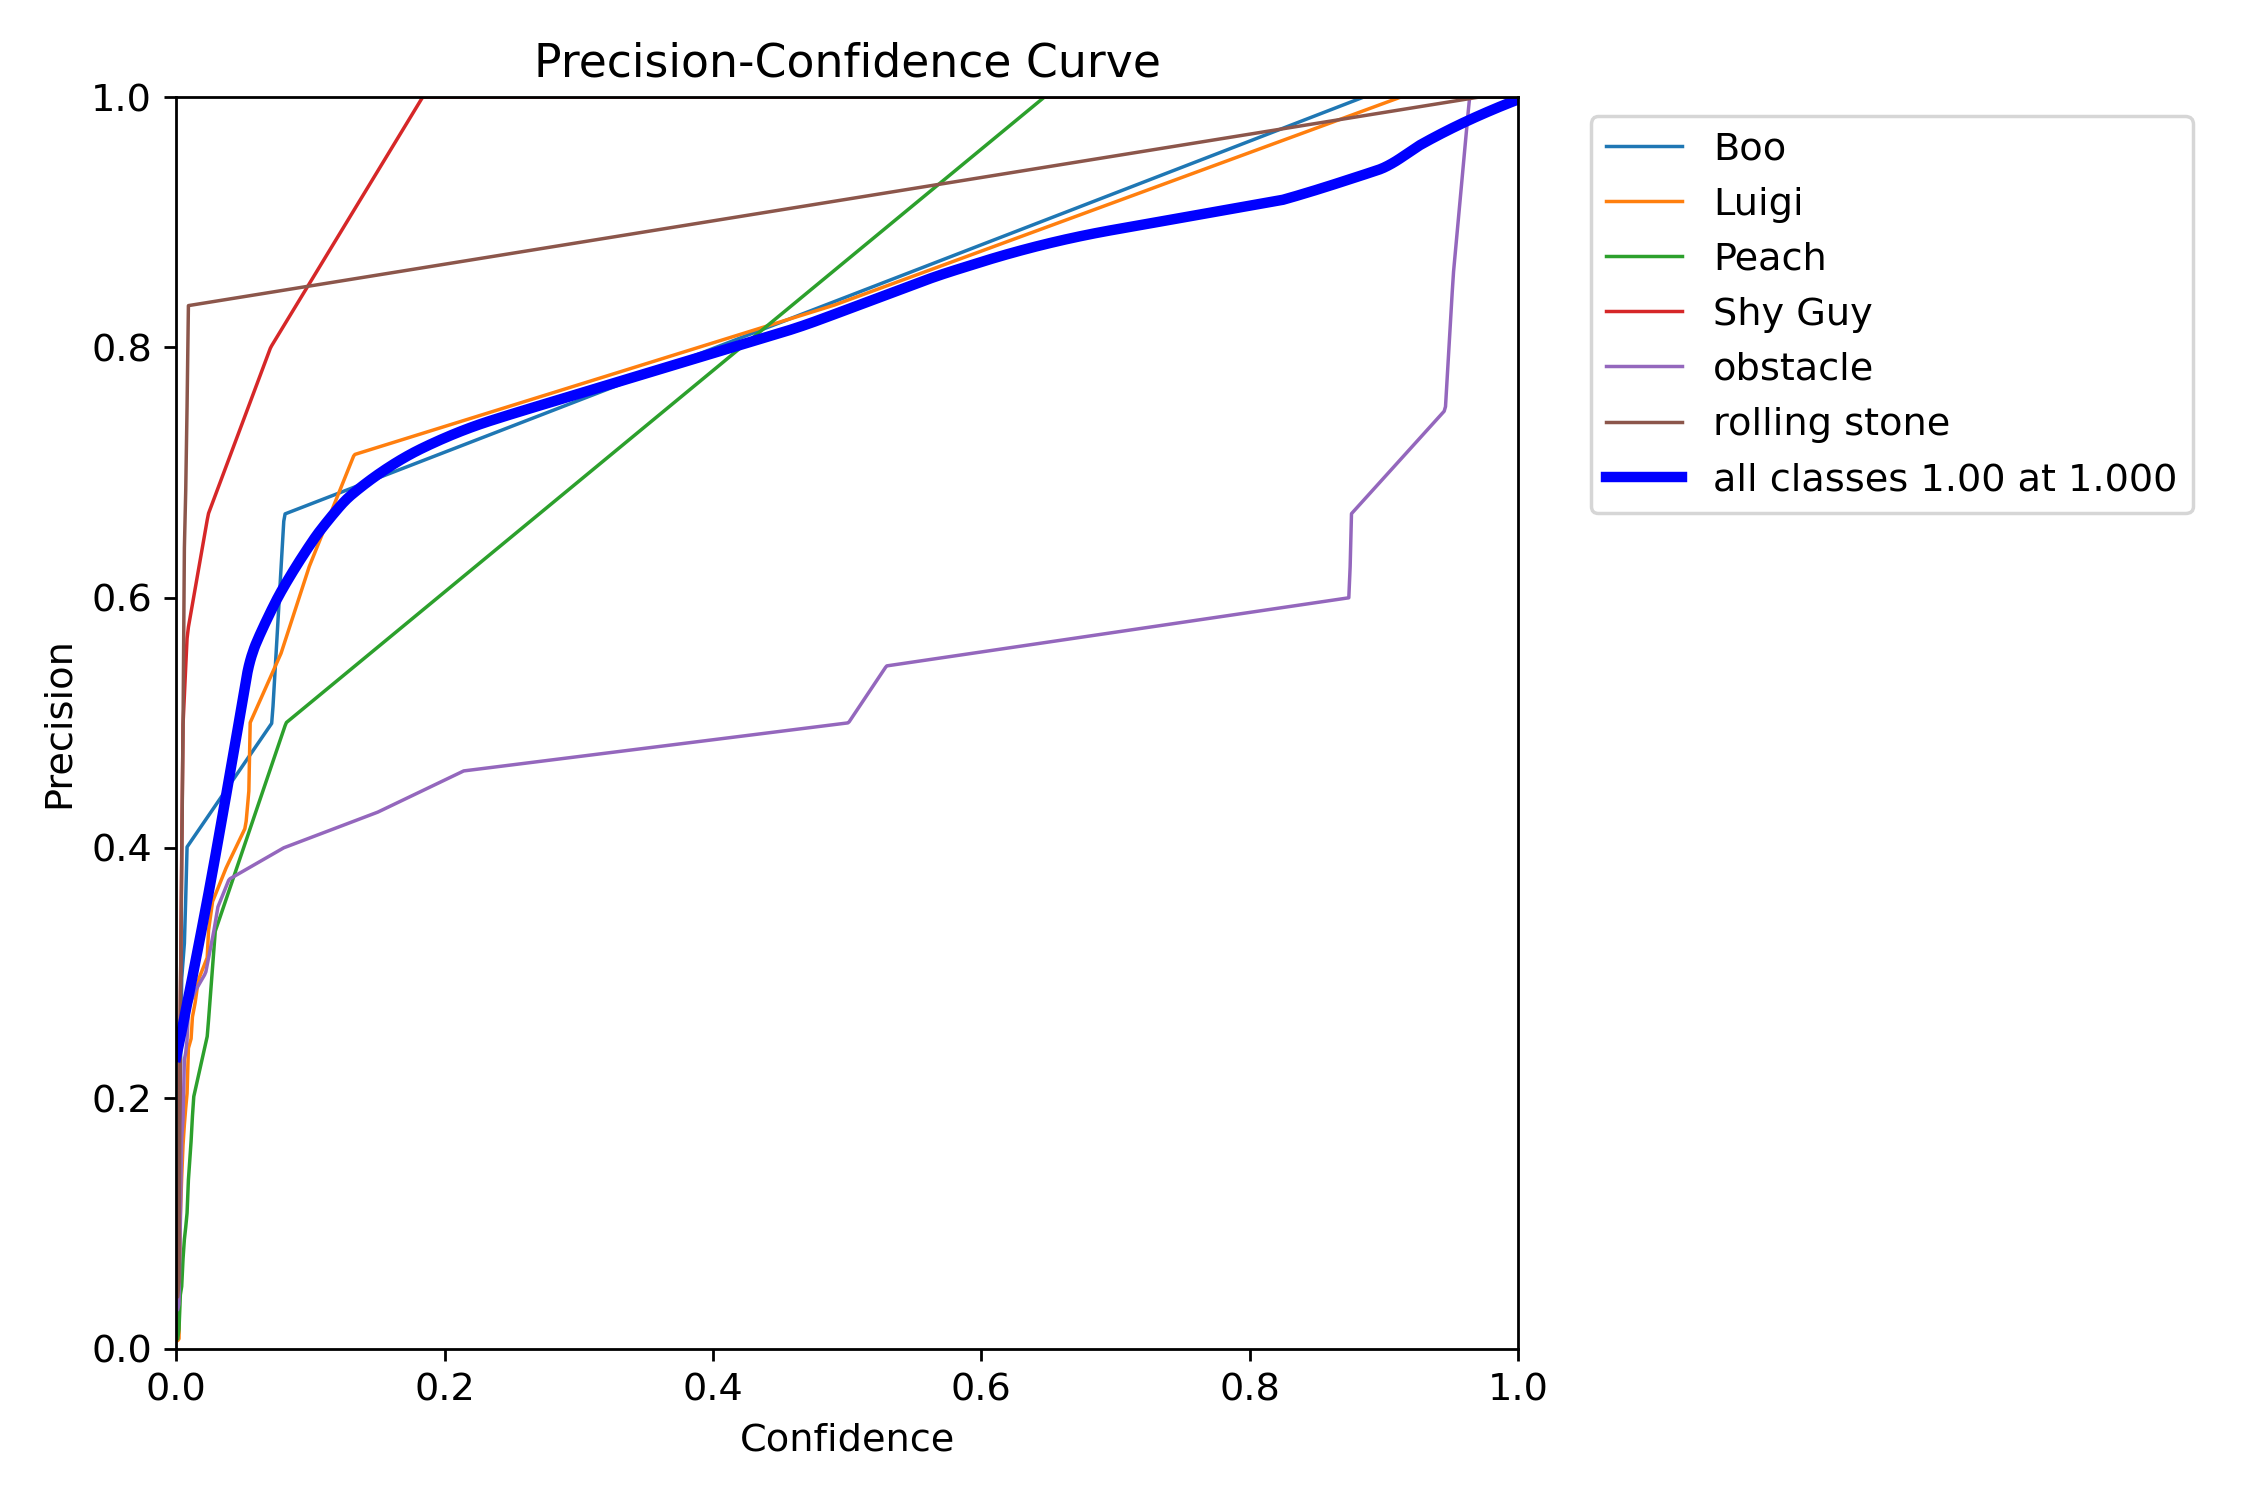 Precision-Confidence Curve
1.0
0.8
0.6
0.4
0.2
0.0
Precision
0.0 0.2 0.4 0.6 0.8 1.0
Confidence
Boo
Luigi
Peach
Shy Guy
obstacle
rolling stone
all classes 1.00 at 1.000